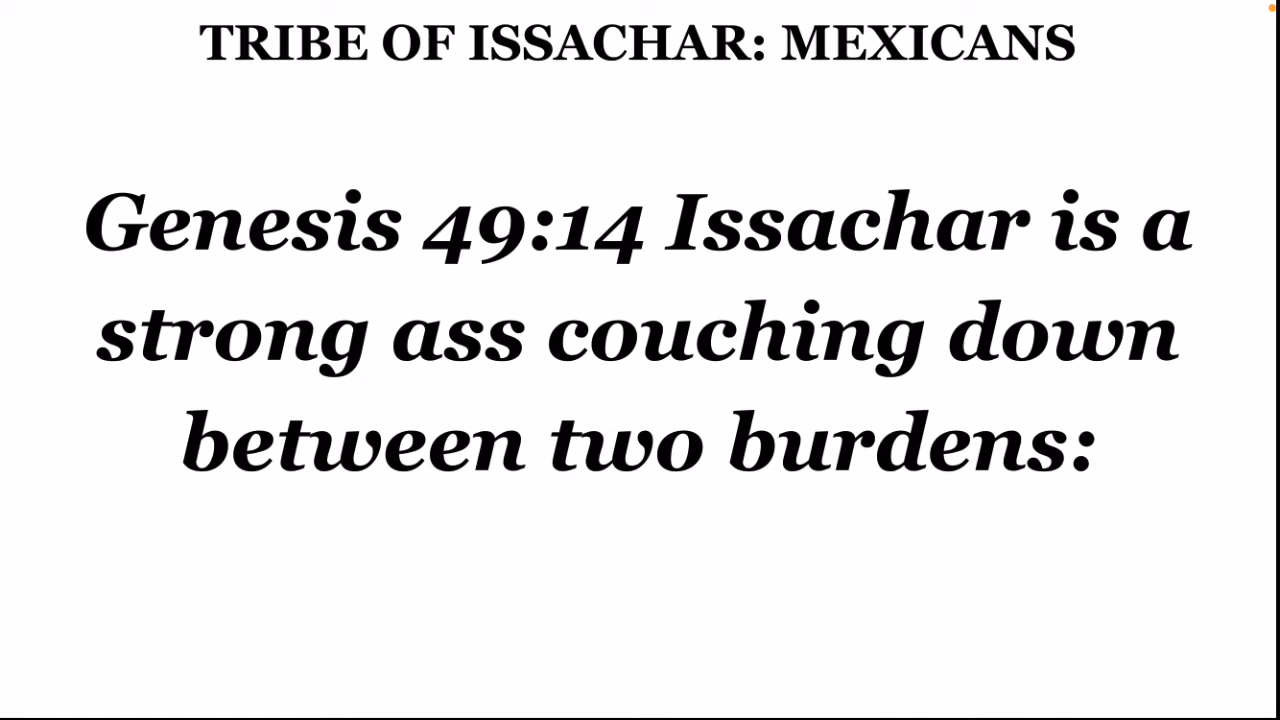 TRIBE OF ISSACHAR: MEXICANS
Genesis 49:14 Issachar is a
strong ass couching down
between two burdens: